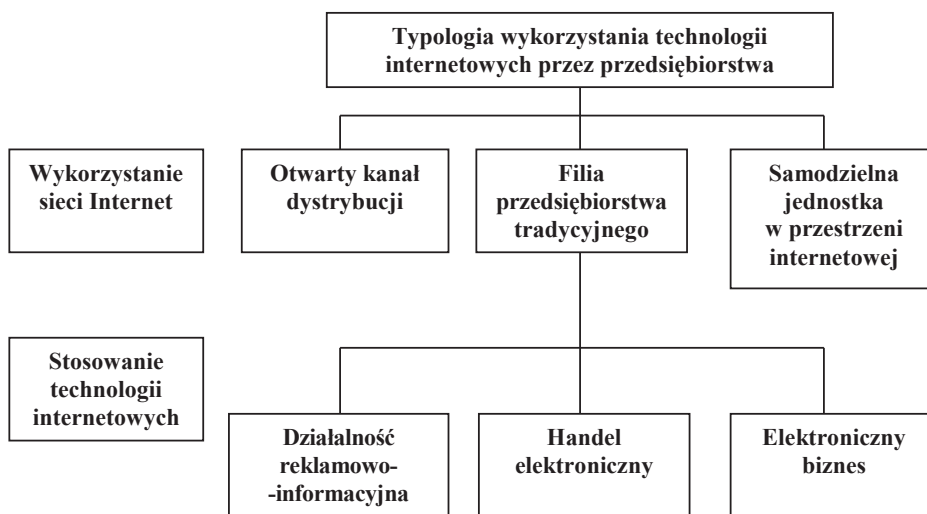 Typologia wykorzystania technologii
internetowych przez przedsiębiorstwa
Wykorzystanie
sieci Internet
Otwarty kanał
dystrybucji
Filia
przedsiębiorstwa
tradycyjnego
Samodzielna
jednostka
w przestrzeni
internetowej
Stosowanie
technologii
internetowych
Działalność
reklamowo-
-informacyjna
Handel
elektroniczny
Elektroniczny
biznes